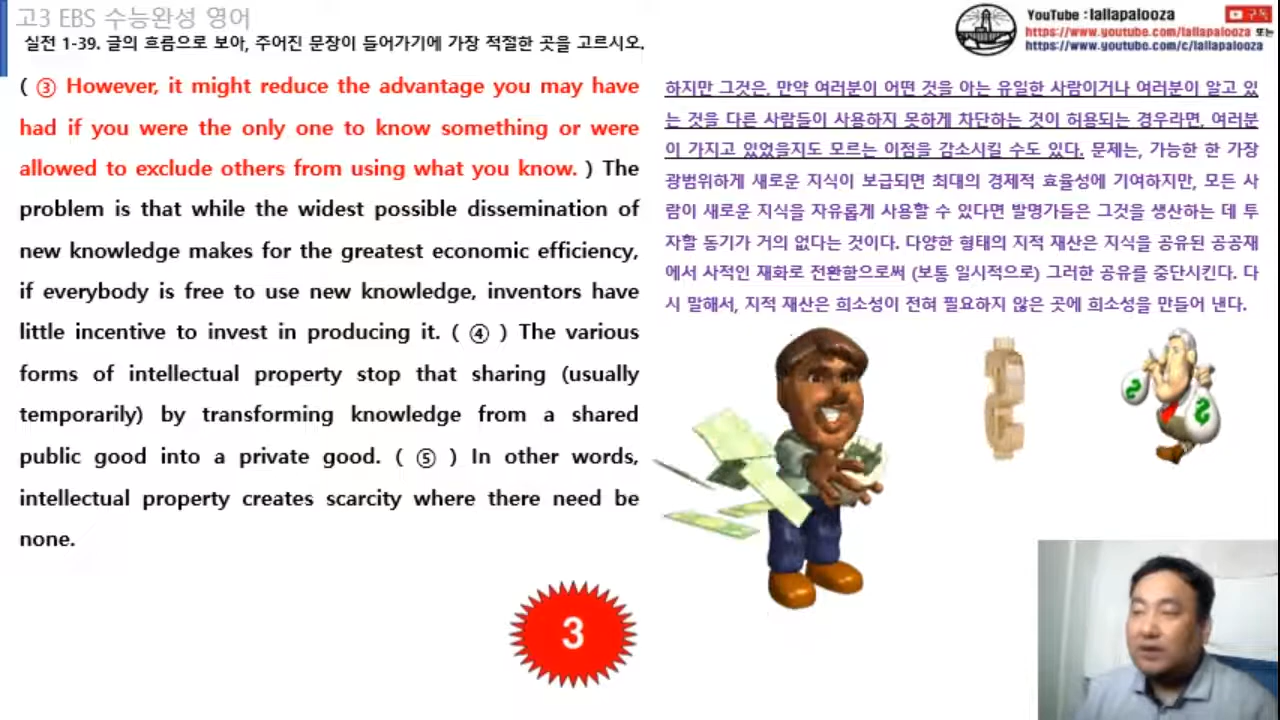 고3 EBS 수능완성 영어
실전 1-39. 글의 흐름으로 보아, 주어진 문장이 들어가기에 가장 적절한 곳을 고르시오.
YouTube : lallapalooza
구독
https://www.youtube.com/lallapalooza 또는
https://www.youtube.com/c/lallapalooza
( ③ However, it might reduce the advantage you may have
had if you were the only one to know something or were
allowed to exclude others from using what you know. ) The
problem is that while the widest possible dissemination of
new knowledge makes for the greatest economic efficiency,
if everybody is free to use new knowledge, inventors have
little incentive to invest in producing it. ( ④ ) The various
forms of intellectual property stop that sharing (usually
temporarily) by transforming knowledge from a shared
public good into a private good. ( ⑤ ) In other words,
intellectual property creates scarcity where there need be
none.
하지만 그것은, 만약 여러분이 어떤 것을 아는 유일한 사람이거나 여러분이 알고 있
는 것을 다른 사람들이 사용하지 못하게 차단하는 것이 허용되는 경우라면, 여러분
이 가지고 있었을지도 모르는 이점을 감소시킬 수도 있다. 문제는, 가능한 한 가장
광범위하게 새로운 지식이 보급되면 최대의 경제적 효율성에 기여하지만, 모든 사
람이 새로운 지식을 자유롭게 사용할 수 있다면 발명가들은 그것을 생산하는 데 투
자할 동기가 거의 없다는 것이다. 다양한 형태의 지적 재산은 지식을 공유된 공공재
에서 사적인 재화로 전환함으로써 (보통 일시적으로) 그러한 공유를 중단시킨다. 다
시 말해서, 지적 재산은 희소성이 전혀 필요하지 않은 곳에 희소성을 만들어 낸다.
3